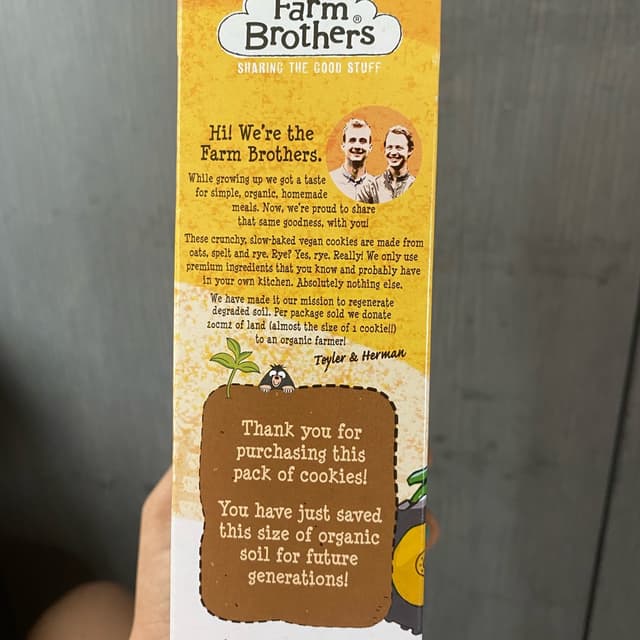 Farm®
Brothers
SHARING THE GOOD STUFF
Hi! We're the
Farm Brothers.
While growing up we got a taste
for simple, organic, homemade
meals. Now, we're proud to share
that same goodness, with you!
These crunchy, slow-baked vegan cookies are made from
oats, spelt and rye. Rye? Yes, rye. Really! We only use
premium ingredients that you know and probably have
in your own kitchen. Absolutely nothing else.
We have made it our mission to regenerate
degraded soil. Per package sold we donate
20cm2 of land (almost the size of 1 cookie!!)
to an organic farmer!
Teyler & Herman
Thank you for
purchasing this
pack of cookies!
You have just saved
this size of organic
soil for future
generations!